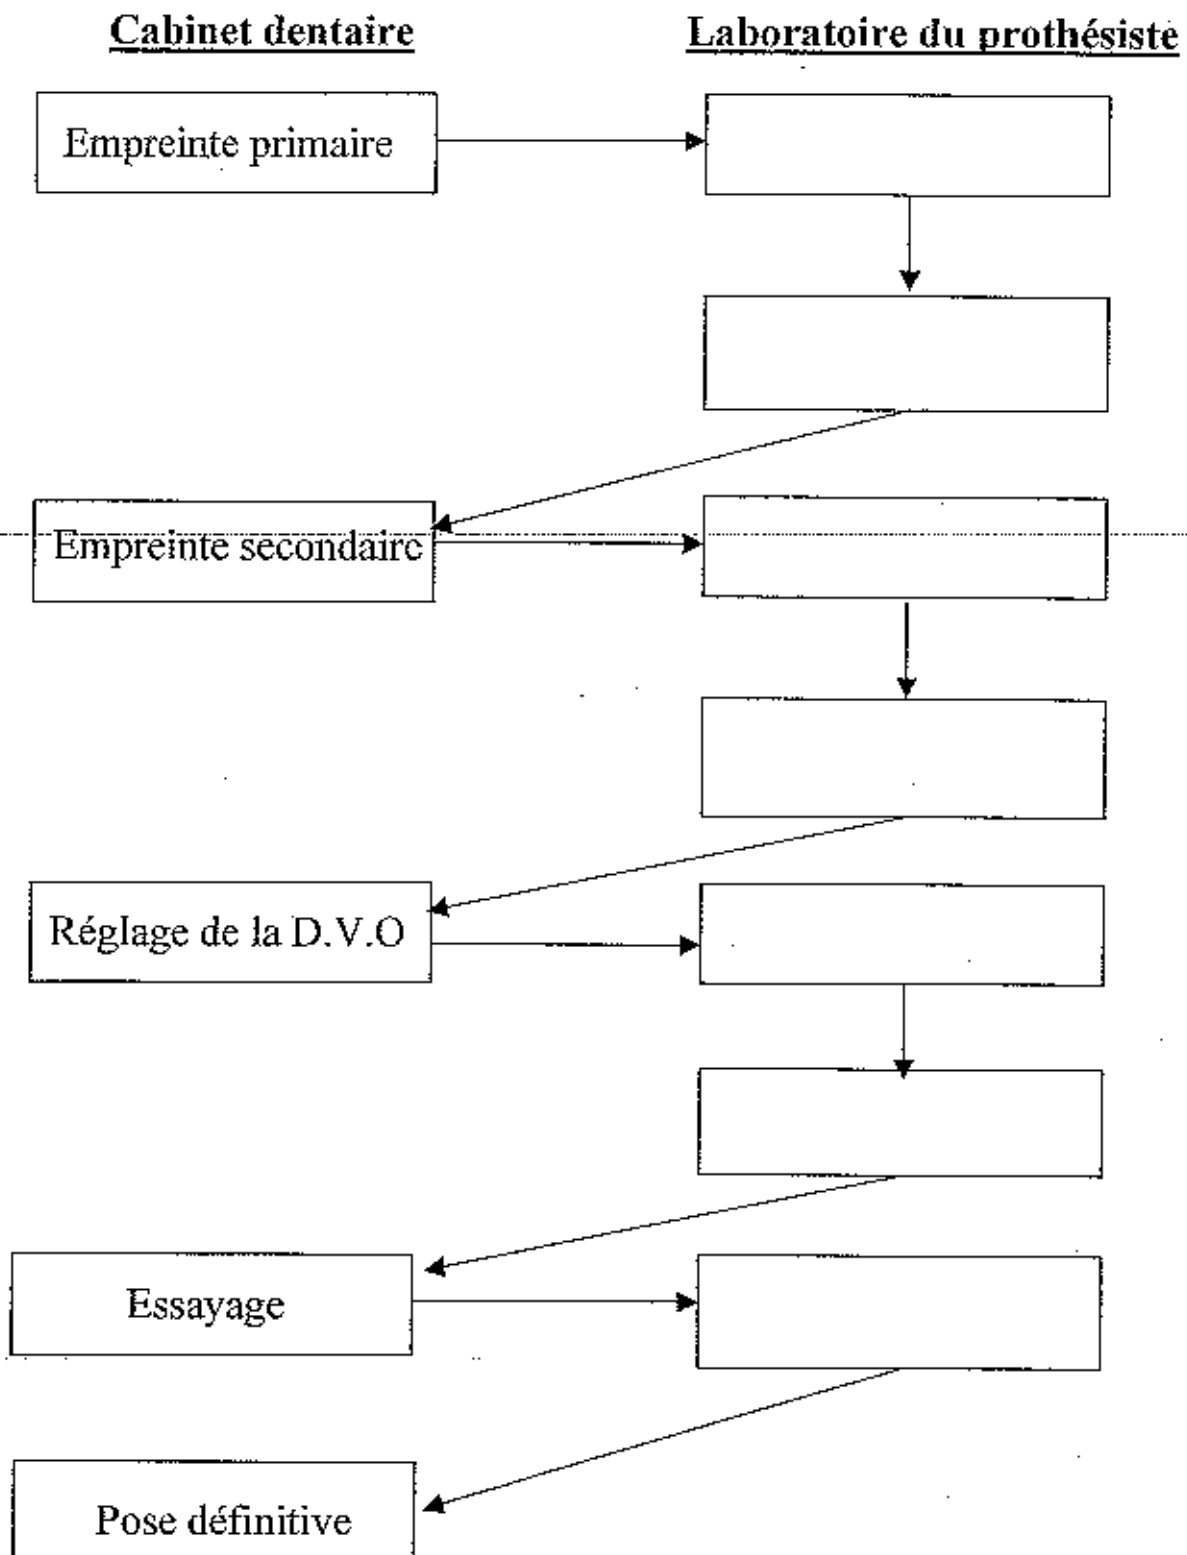 Cabinet dentaire
Laboratoire du prothésiste
Empreinte primaire
Empreinte secondaire
Réglage de la D.V.O
Essayage
Pose définitive